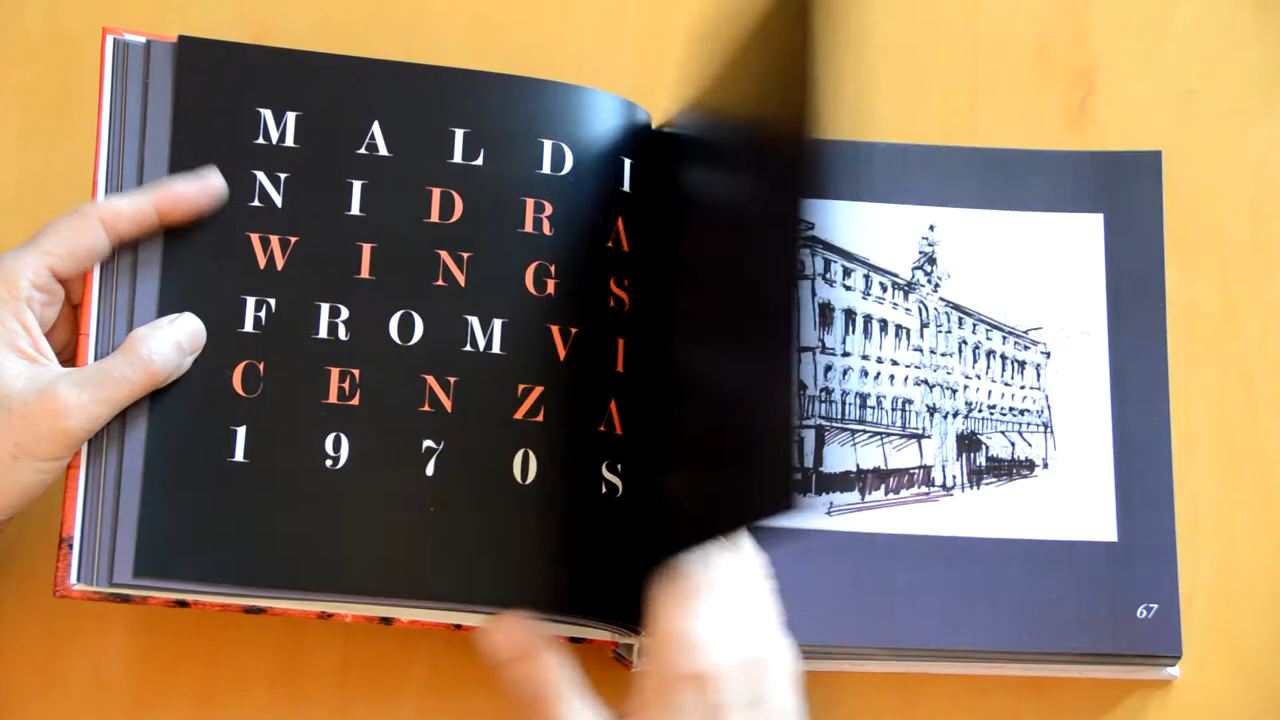 M A L D I
N I D R A
W I N G S
F R O M V I
C E N Z A
1 9 7 0 S
67